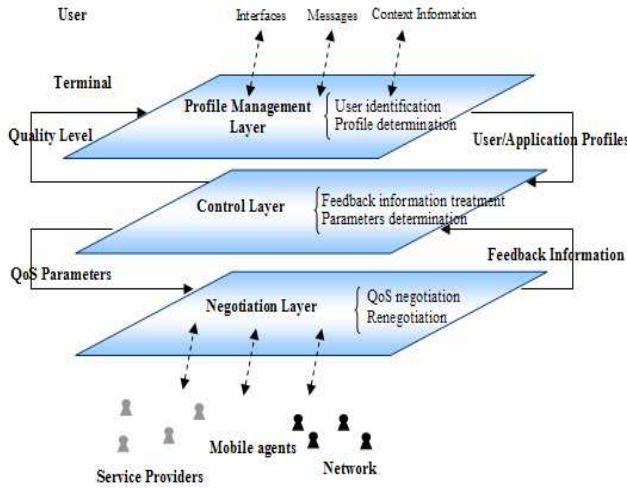 User
Interfaces
Messages
Context Information
Terminal
Profile Management
Layer
User identification
Profile determination
Quality Level
User/Application Profiles
Control Layer
Feedback information treatment
Parameters determination
QoS Parameters
Feedback Information
Negotiation Layer
QoS negotiation
Renegotiation
Mobile agents
Service Providers
Network